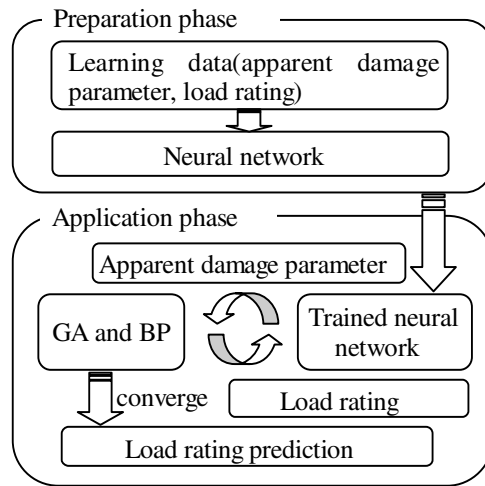 Preparation phase
Learning data(apparent damage
parameter, load rating)
Neural network
Application phase
Apparent damage parameter
GA and BP
Trained neural
network
converge
Load rating
Load rating prediction